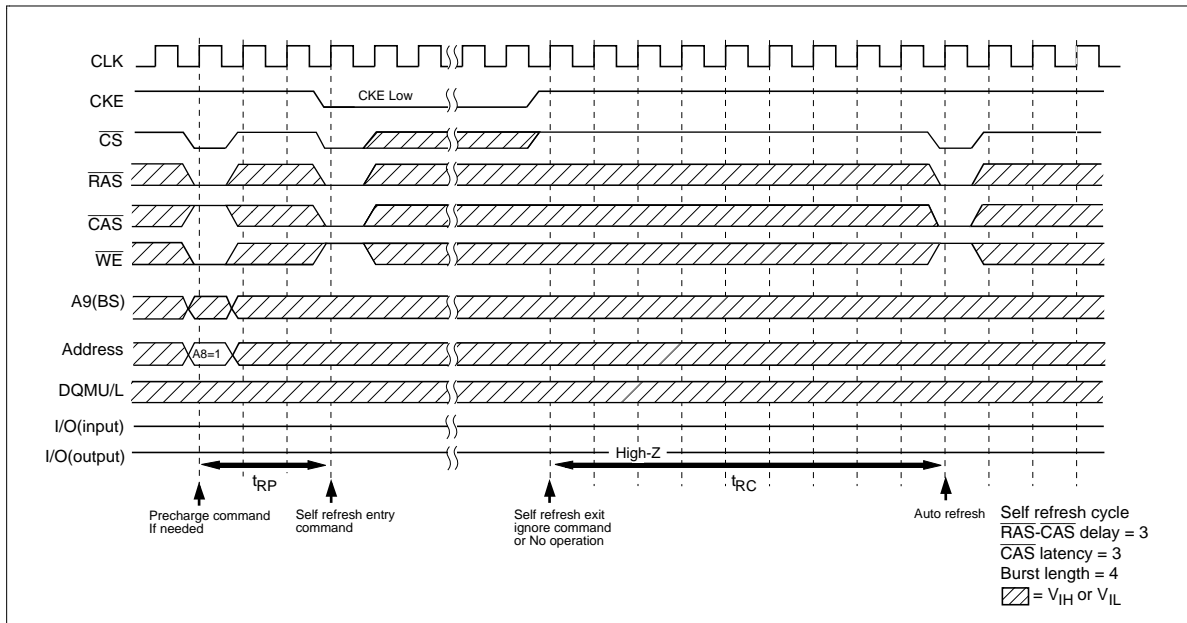 CLK
CKE
CKE Low
CS
RAS
CAS
WE
A9(BS)
Address
A8=1
DQMU/L
I/O(input)
I/O(output)
High-Z
tRP
tRC
Precharge command
If needed
Self refresh entry
command
Self refresh exit
ignore command
or No operation
Auto refresh
Self refresh cycle
RAS-CAS delay = 3
CAS latency = 3
Burst length = 4
= VIH or VIL